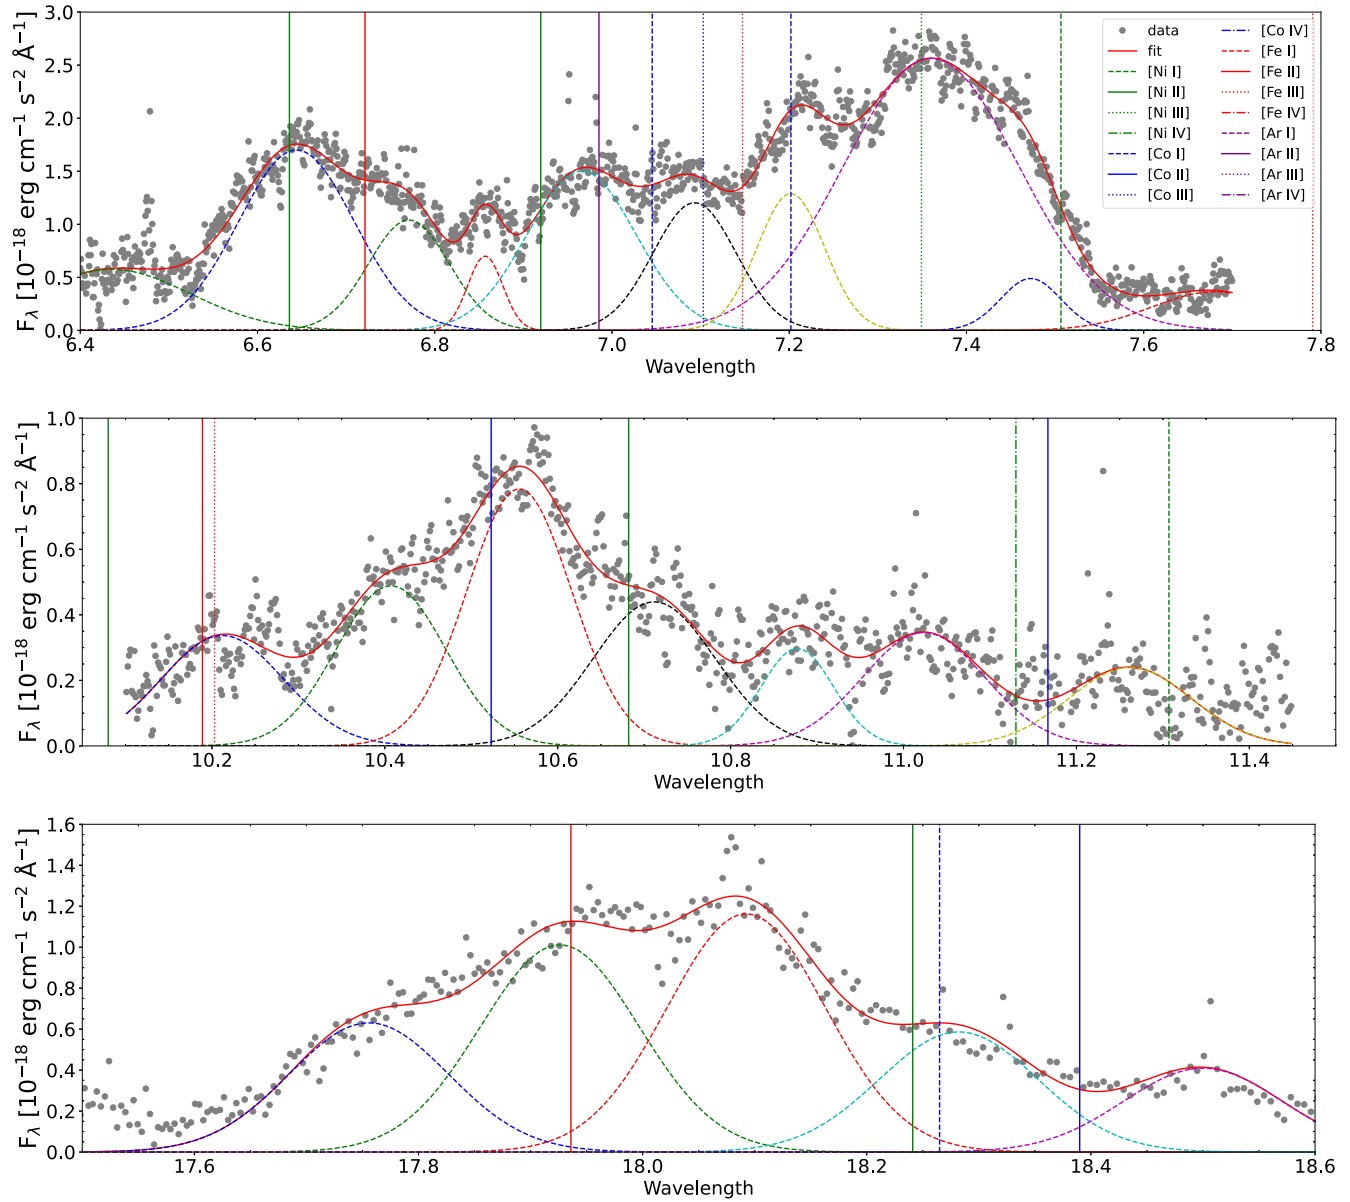 3.0
2.5
2.0
1.5
1.0
0.5
0.0
F_λ [10⁻¹⁸ erg cm⁻¹ s⁻² Å⁻¹]
data
fit
[Ni I]
[Ni II]
[Ni III]
[Ni IV]
[Co I]
[Co II]
[Co III]
[Co IV]
[Fe I]
[Fe II]
[Fe III]
[Fe IV]
[Ar I]
[Ar II]
[Ar III]
[Ar IV]
6.4 6.6 6.8 7.0 7.2 7.4 7.6 7.8
Wavelength
1.0
0.8
0.6
0.4
0.2
0.0
F_λ [10⁻¹⁸ erg cm⁻¹ s⁻² Å⁻¹]
10.2 10.4 10.6 10.8 11.0 11.2 11.4
Wavelength
1.6
1.4
1.2
1.0
0.8
0.6
0.4
0.2
0.0
F_λ [10⁻¹⁸ erg cm⁻¹ s⁻² Å⁻¹]
17.6 17.8 18.0 18.2 18.4 18.6
Wavelength